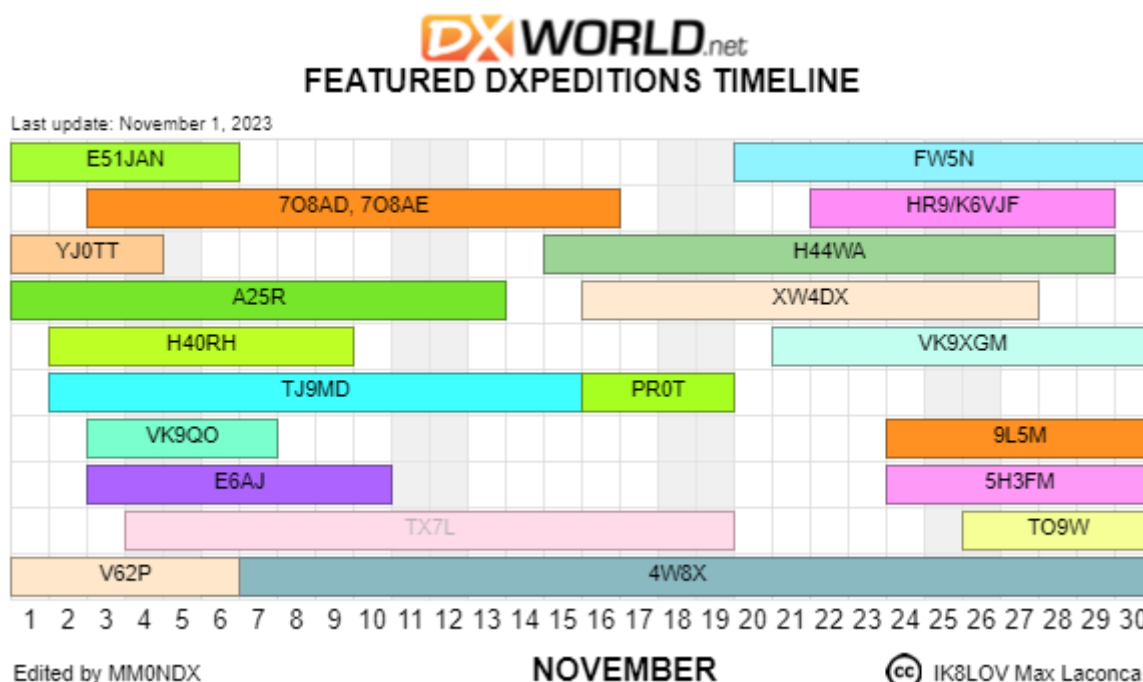 DX WORLD.net
FEATURED DXPEDITIONS TIMELINE
Last update: November 1, 2023
E51JAN FW5N
7O8AD, 7O8AE HR9/K6VJF
YJ0TT H44WA
A25R XW4DX
H40RH VK9XGM
TJ9MD PR0T
VK9QO 9L5M
E6AJ 5H3FM
TX7L TO9W
V62P 4W8X
1 2 3 4 5 6 7 8 9 10 11 12 13 14 15 16 17 18 19 20 21 22 23 24 25 26 27 28 29 30
Edited by MM0NDX NOVEMBER cc IK8LOV Max Laconca